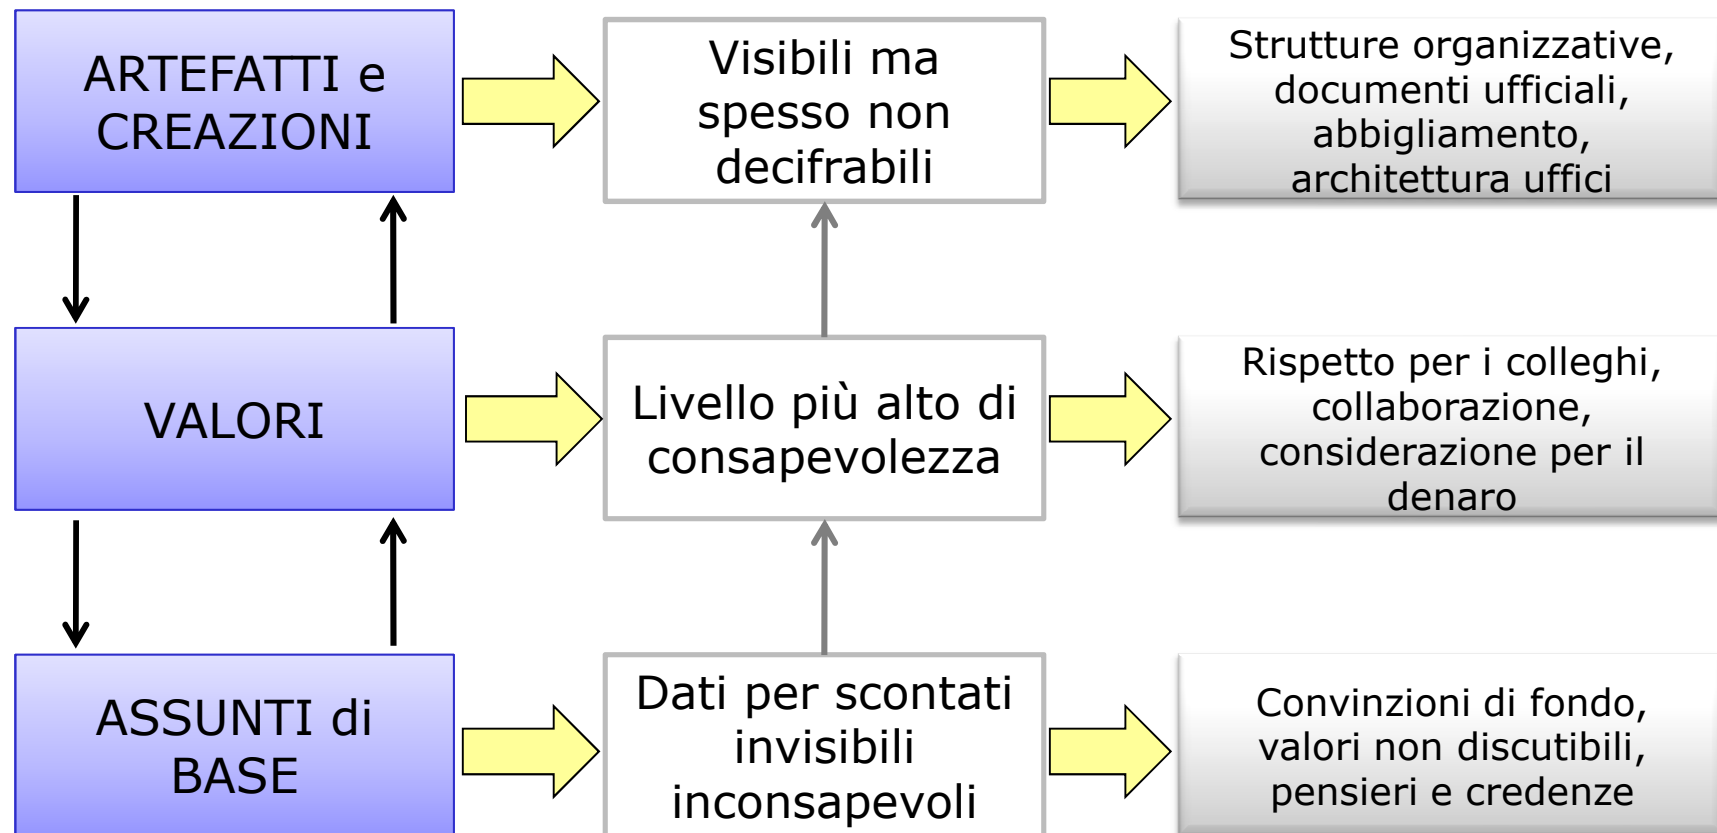 ARTEFATTI e
CREAZIONI
Visibili ma
spesso non
decifrabili
Strutture organizzative,
documenti ufficiali,
abbigliamento,
architettura uffici
VALORI
Livello più alto di
consapevolezza
Rispetto per i colleghi,
collaborazione,
considerazione per il
denaro
ASSUNTI di
BASE
Dati per scontati
invisibili
inconsapevoli
Convinzioni di fondo,
valori non discutibili,
pensieri e credenze